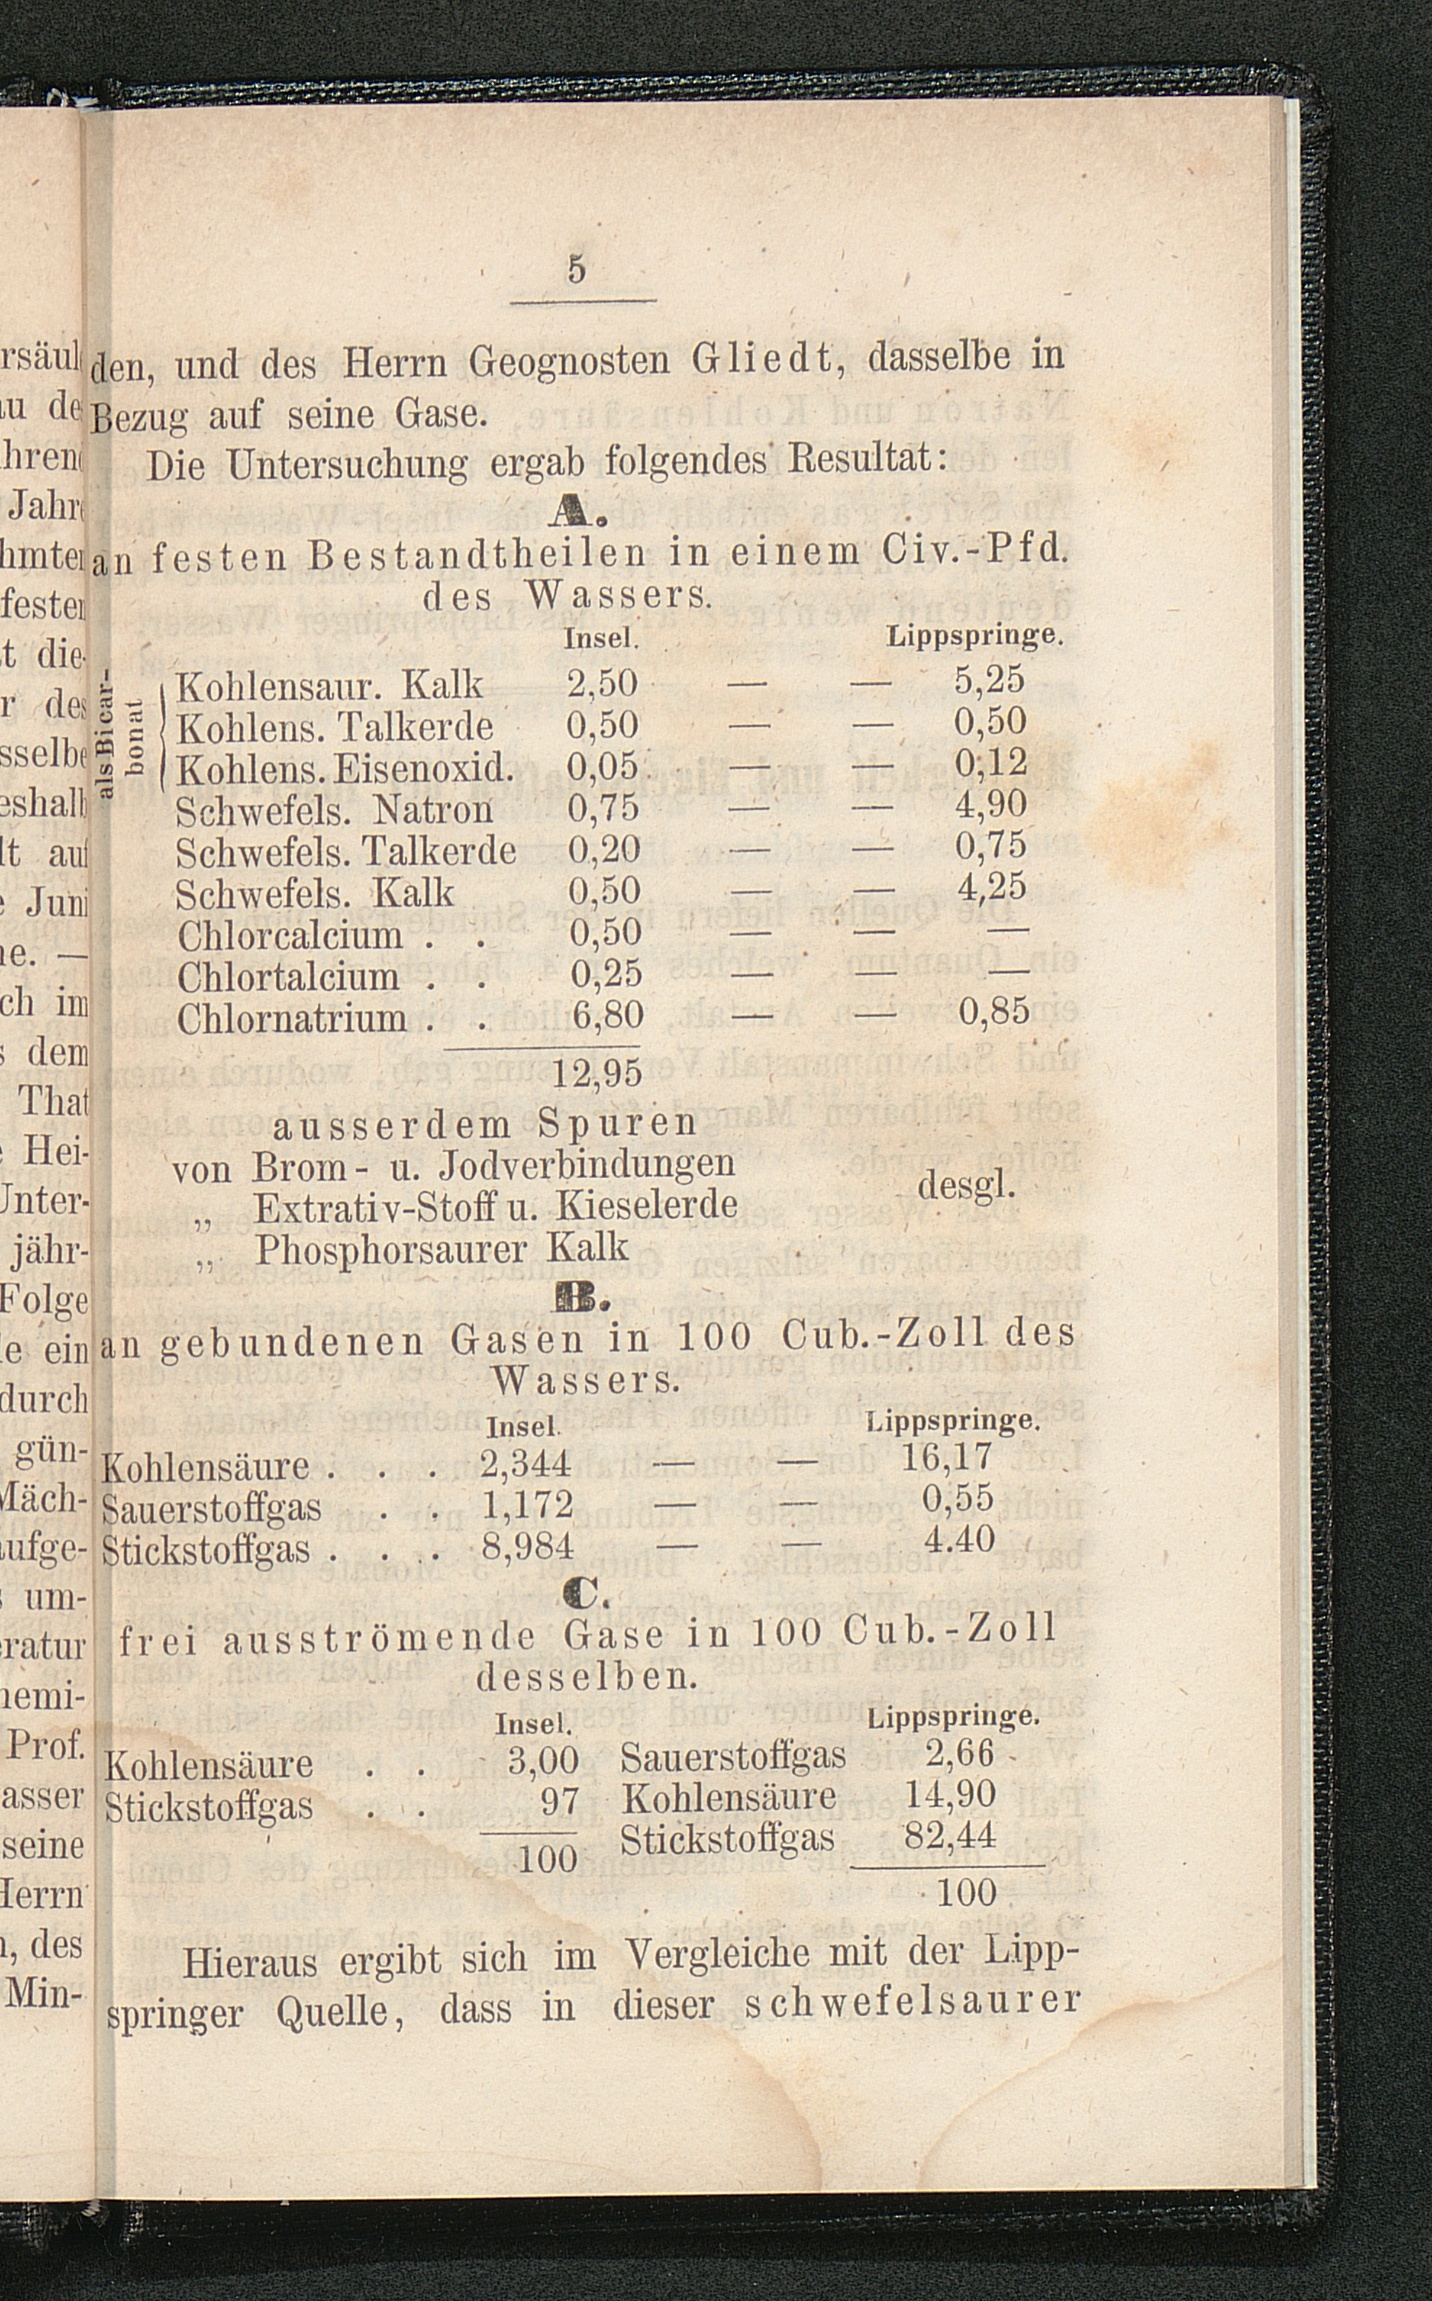 5
den, und des Herrn Geognosten Gliedt, dasselbe in
Bezug auf seine Gase.
Die Untersuchung ergab folgendes Resultat:
A.
an festen Bestandtheilen in einem Civ.-Pfd.
des Wassers.
Insel. Lippspringe.
als Bicar-
bonat
Kohlensaur. Kalk 2,50 — — 5,25
Kohlens. Talkerde 0,50 — — 0,50
Kohlens. Eisenoxid. 0,05 — — 0,12
Schwefels. Natron 0,75 — — 4,90
Schwefels. Talkerde 0,20 — — 0,75
Schwefels. Kalk 0,50 — — 4,25
Chlorcalcium . . 0,50 — — —
Chlortalcium . . 0,25 — — —
Chlornatrium . . 6,80 — — 0,85
12,95
ausserdem Spuren
von Brom- u. Jodverbindungen
„ Extrativ-Stoff u. Kieselerde desgl.
„ Phosphorsaurer Kalk
B.
an gebundenen Gasen in 100 Cub.-Zoll des
Wassers.
Insel. Lippspringe.
Kohlensäure . . . 2,344 — — 16,17
Sauerstoffgas . . 1,172 — — 0,55
Stickstoffgas . . . 8,984 — — 4.40
C.
frei ausströmende Gase in 100 Cub.-Zoll
desselben.
Insel. Lippspringe.
Kohlensäure . . 3,00 Sauerstoffgas 2,66
Stickstoffgas . . 97 Kohlensäure 14,90
100 Stickstoffgas 82,44
100
Hieraus ergibt sich im Vergleiche mit der Lipp-
springer Quelle, dass in dieser schwefelsaurer